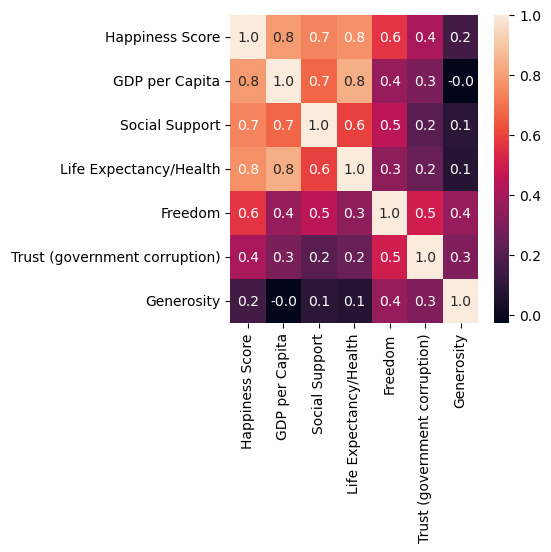 Happiness Score 1.0 0.8 0.7 0.8 0.6 0.4 0.2
GDP per Capita 0.8 1.0 0.7 0.8 0.4 0.3 -0.0
Social Support 0.7 0.7 1.0 0.6 0.5 0.2 0.1
Life Expectancy/Health 0.8 0.8 0.6 1.0 0.3 0.2 0.1
Freedom 0.6 0.4 0.5 0.3 1.0 0.5 0.4
Trust (government corruption) 0.4 0.3 0.2 0.2 0.5 1.0 0.3
Generosity 0.2 -0.0 0.1 0.1 0.4 0.3 1.0
Happiness Score
GDP per Capita
Social Support
Life Expectancy/Health
Freedom
Trust (government corruption)
Generosity
1.0
0.8
0.6
0.4
0.2
0.0